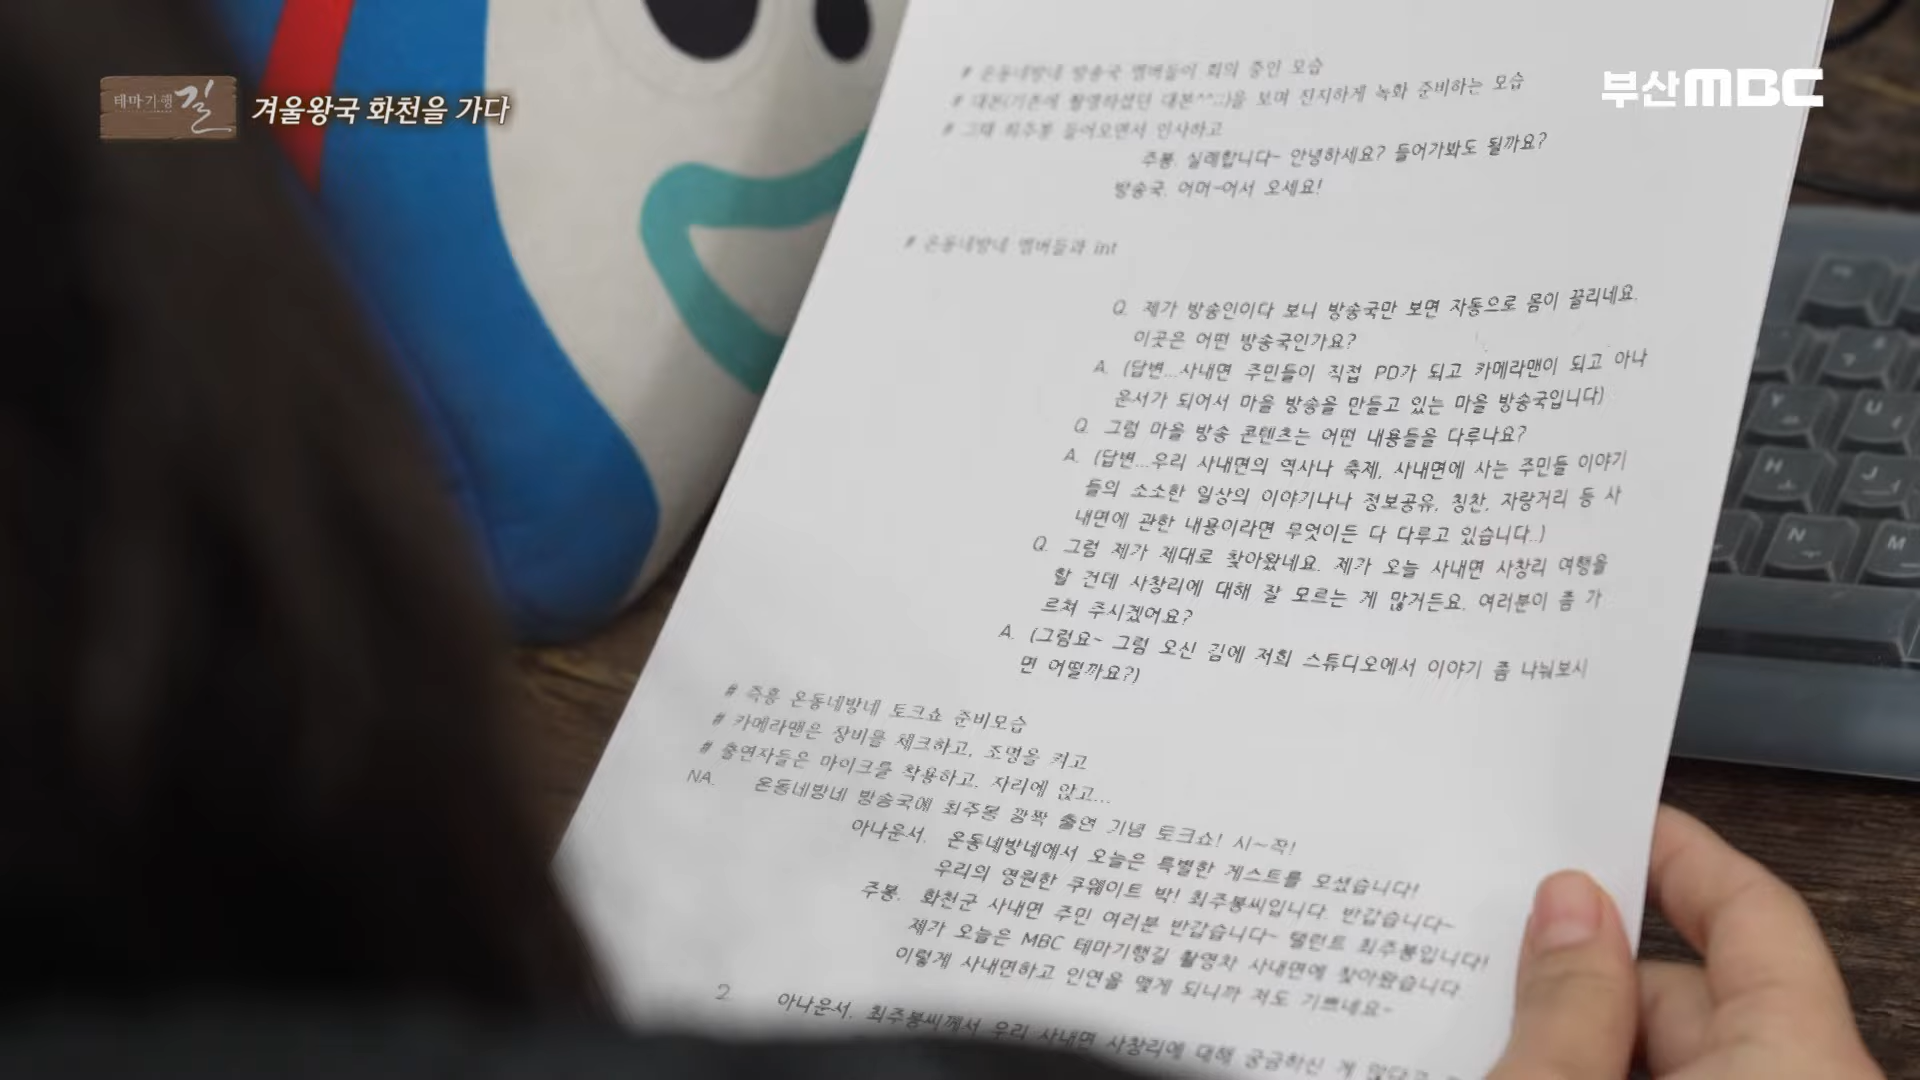 테마기행 길
겨울왕국 화천을 가다
부산MBC
# 온동네방네 방송국 멤버들이 회의 중인 모습
# 대본(기존에 촬영하셨던 대본^^;;)을 보며 진지하게 녹화 준비하는 모습
# 그때 최주봉 들어오면서 인사하고
주봉. 실례합니다~ 안녕하세요? 들어가봐도 될까요?
방송국. 어머~어서 오세요!
# 온동네방네 멤버들과 int
Q. 제가 방송인이다 보니 방송국만 보면 자동으로 몸이 끌리네요.
이곳은 어떤 방송국인가요?
A. (답변...사내면 주민들이 직접 PD가 되고 카메라맨이 되고 아나
운서가 되어서 마을 방송을 만들고 있는 마을 방송국입니다)
Q. 그럼 마을 방송 콘텐츠는 어떤 내용들을 다루나요?
A. (답변...우리 사내면의 역사나 축제, 사내면에 사는 주민들 이야기
들의 소소한 일상의 이야기나나 정보공유, 칭찬, 자랑거리 등 사
내면에 관한 내용이라면 무엇이든 다 다루고 있습니다..)
Q. 그럼 제가 제대로 찾아왔네요. 제가 오늘 사내면 사창리 여행을
할 건데 사창리에 대해 잘 모르는 게 많거든요. 여러분이 좀 가
르쳐 주시겠어요?
A. (그럼요~ 그럼 오신 김에 저희 스튜디오에서 이야기 좀 나눠보시
면 어떨까요?)
# 즉흥 온동네방네 토크쇼 준비모습
# 카메라맨은 장비를 체크하고, 조명을 키고
# 출연자들은 마이크를 착용하고, 자리에 앉고...
NA. 온동네방네 방송국에 최주봉 깜짝 출연 기념 토크쇼! 시~작!
아나운서. 온동네방네에서 오늘은 특별한 게스트를 모셨습니다!
우리의 영원한 쿠웨이트 박! 최주봉씨입니다. 반갑습니다~
주봉. 화천군 사내면 주민 여러분 반갑습니다~ 탤런트 최주봉입니다!
제가 오늘은 MBC 테마기행길 촬영차 사내면에 찾아왔습니다.
이렇게 사내면하고 인연을 맺게 되니까 저도 기쁘네요~
2 아나운서. 최주봉씨께서 우리 사내면 사창리에 대해 궁금하신 게 많다고
Y
U
H
J
N
M